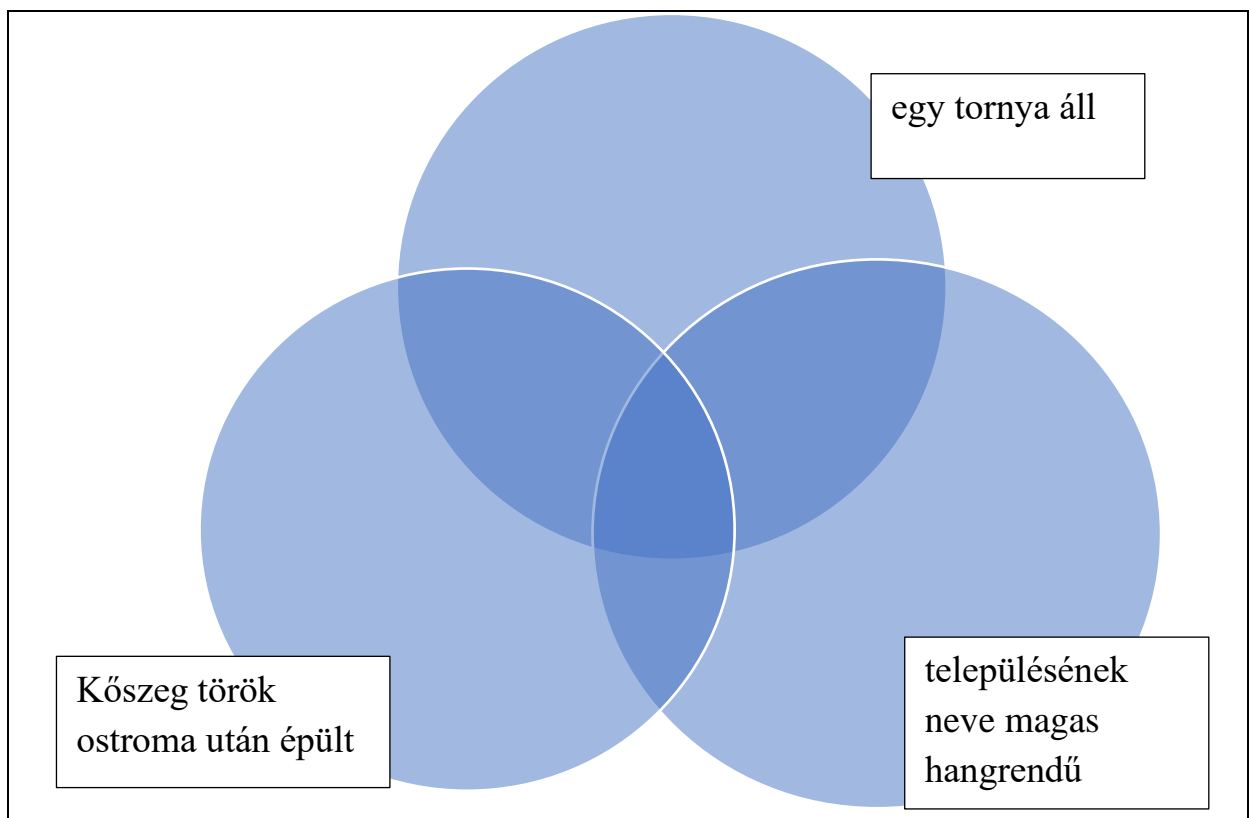 egy tornya áll
Kőszeg török
ostroma után épült
településének
neve magas
hangrendű